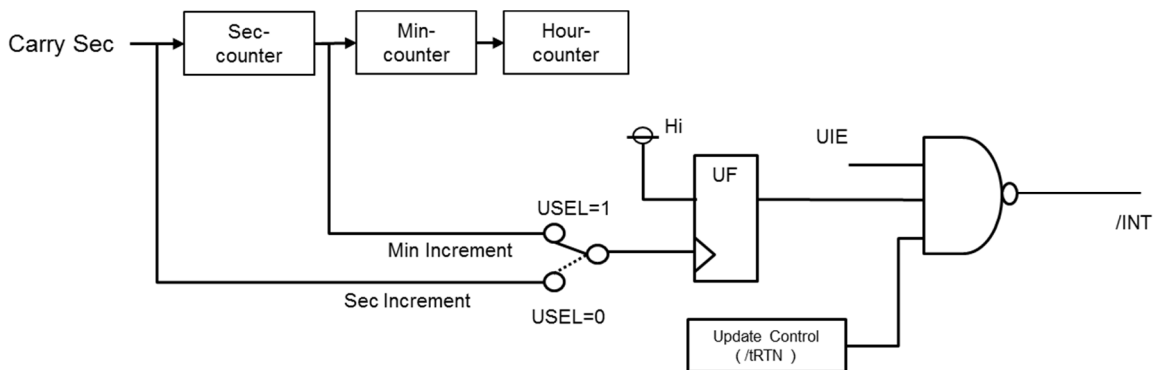 Carry Sec
Sec-
counter
Min-
counter
Hour-
counter
Hi
UF
UIE
/INT
USEL=1
Min Increment
Sec Increment
USEL=0
Update Control
( /tRTN )